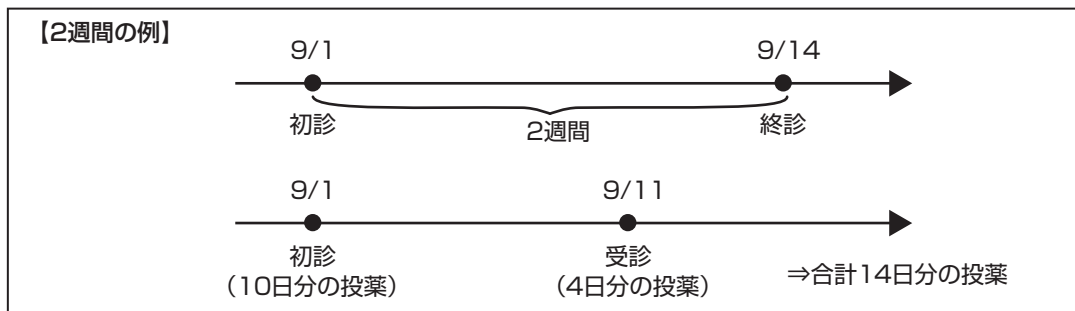 【2週間の例】
9/1
9/14
初診
2週間
終診
9/1
9/11
初診
受診
(10日分の投薬)
(4日分の投薬)
⇒合計14日分の投薬